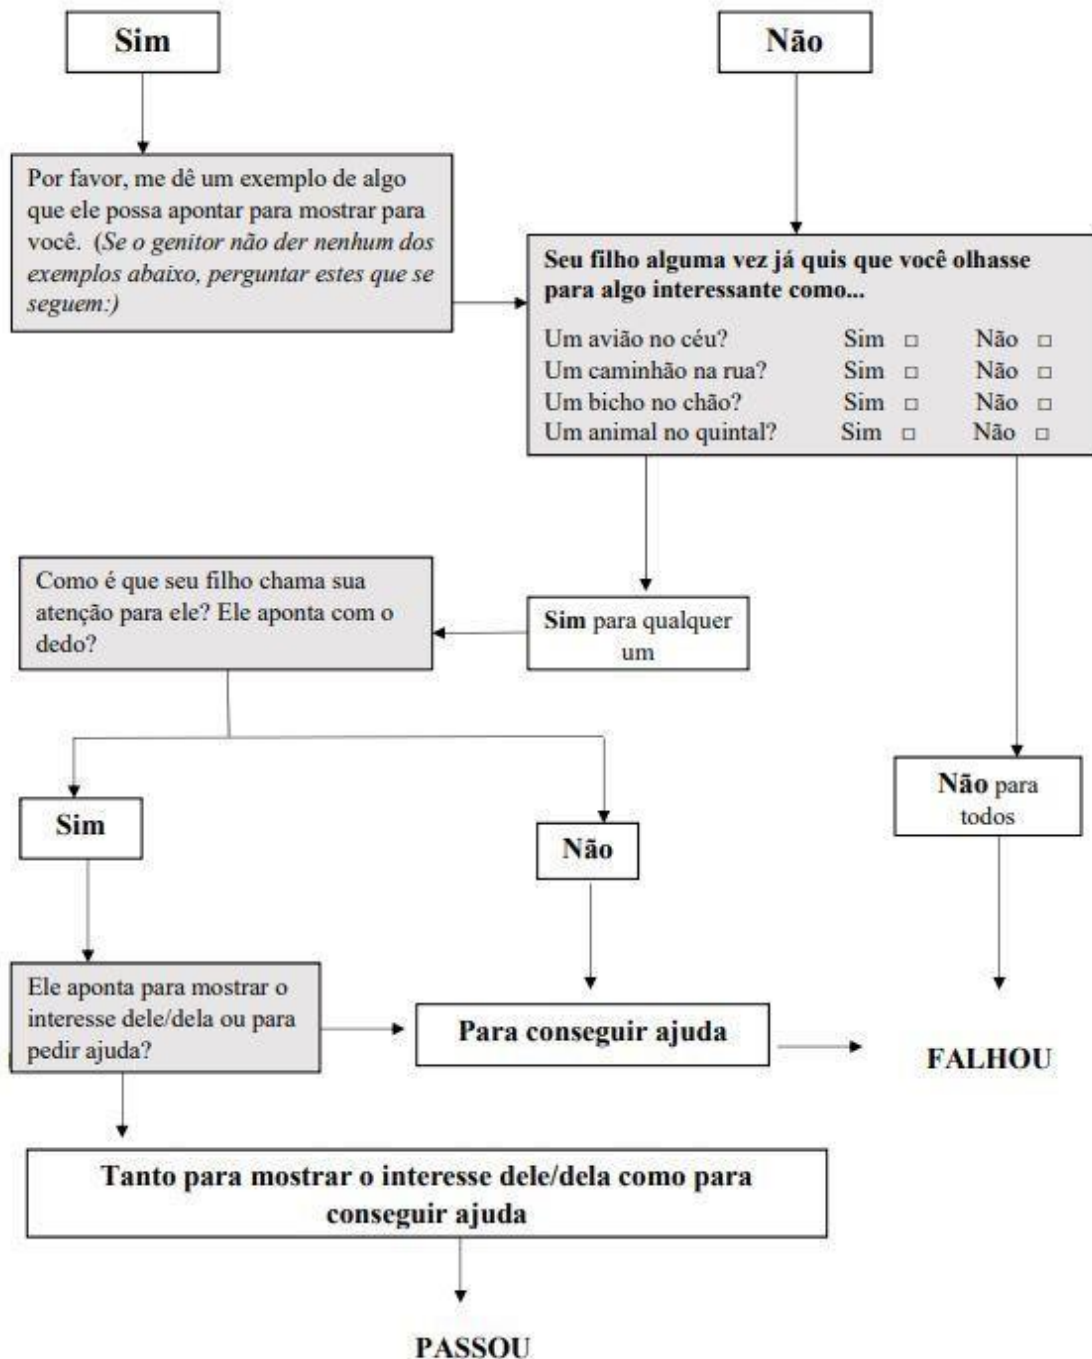 Sim
Não
Por favor, me dê um exemplo de algo
que ele possa apontar para mostrar para
você. (Se o genitor não der nenhum dos
exemplos abaixo, perguntar estes que se
seguem:)
Seu filho alguma vez já quis que você olhasse
para algo interessante como...
Um avião no céu? Sim □ Não □
Um caminhão na rua? Sim □ Não □
Um bicho no chão? Sim □ Não □
Um animal no quintal? Sim □ Não □
Como é que seu filho chama sua
atenção para ele? Ele aponta com o
dedo?
Sim para qualquer
um
Não para
todos
Sim
Não
Ele aponta para mostrar o
interesse dele/dela ou para
pedir ajuda?
Para conseguir ajuda
FALHOU
Tanto para mostrar o interesse dele/dela como para
conseguir ajuda
PASSOU